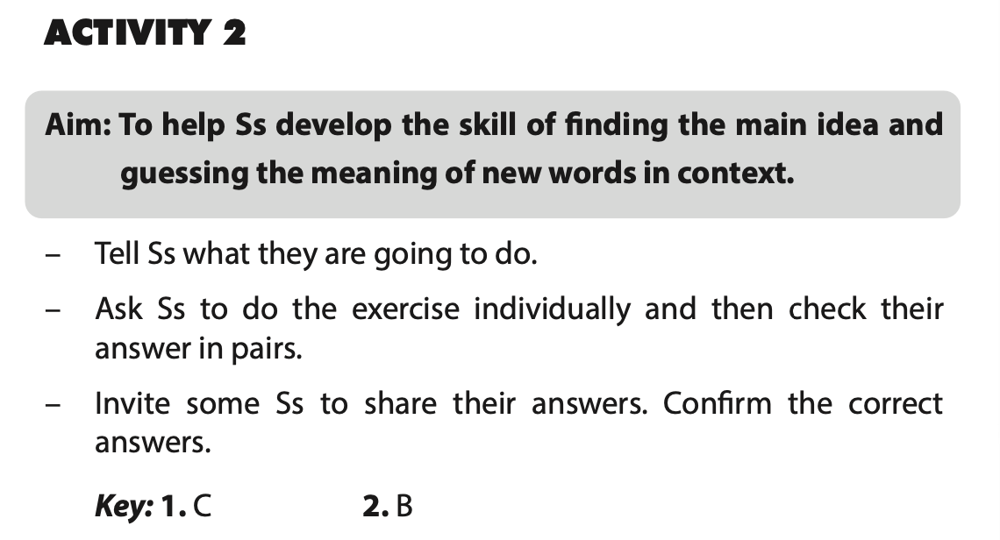 ACTIVITY 2
Aim: To help Ss develop the skill of finding the main idea and
guessing the meaning of new words in context.
– Tell Ss what they are going to do.
– Ask Ss to do the exercise individually and then check their
answer in pairs.
– Invite some Ss to share their answers. Confirm the correct
answers.
Key: 1. C 2. B